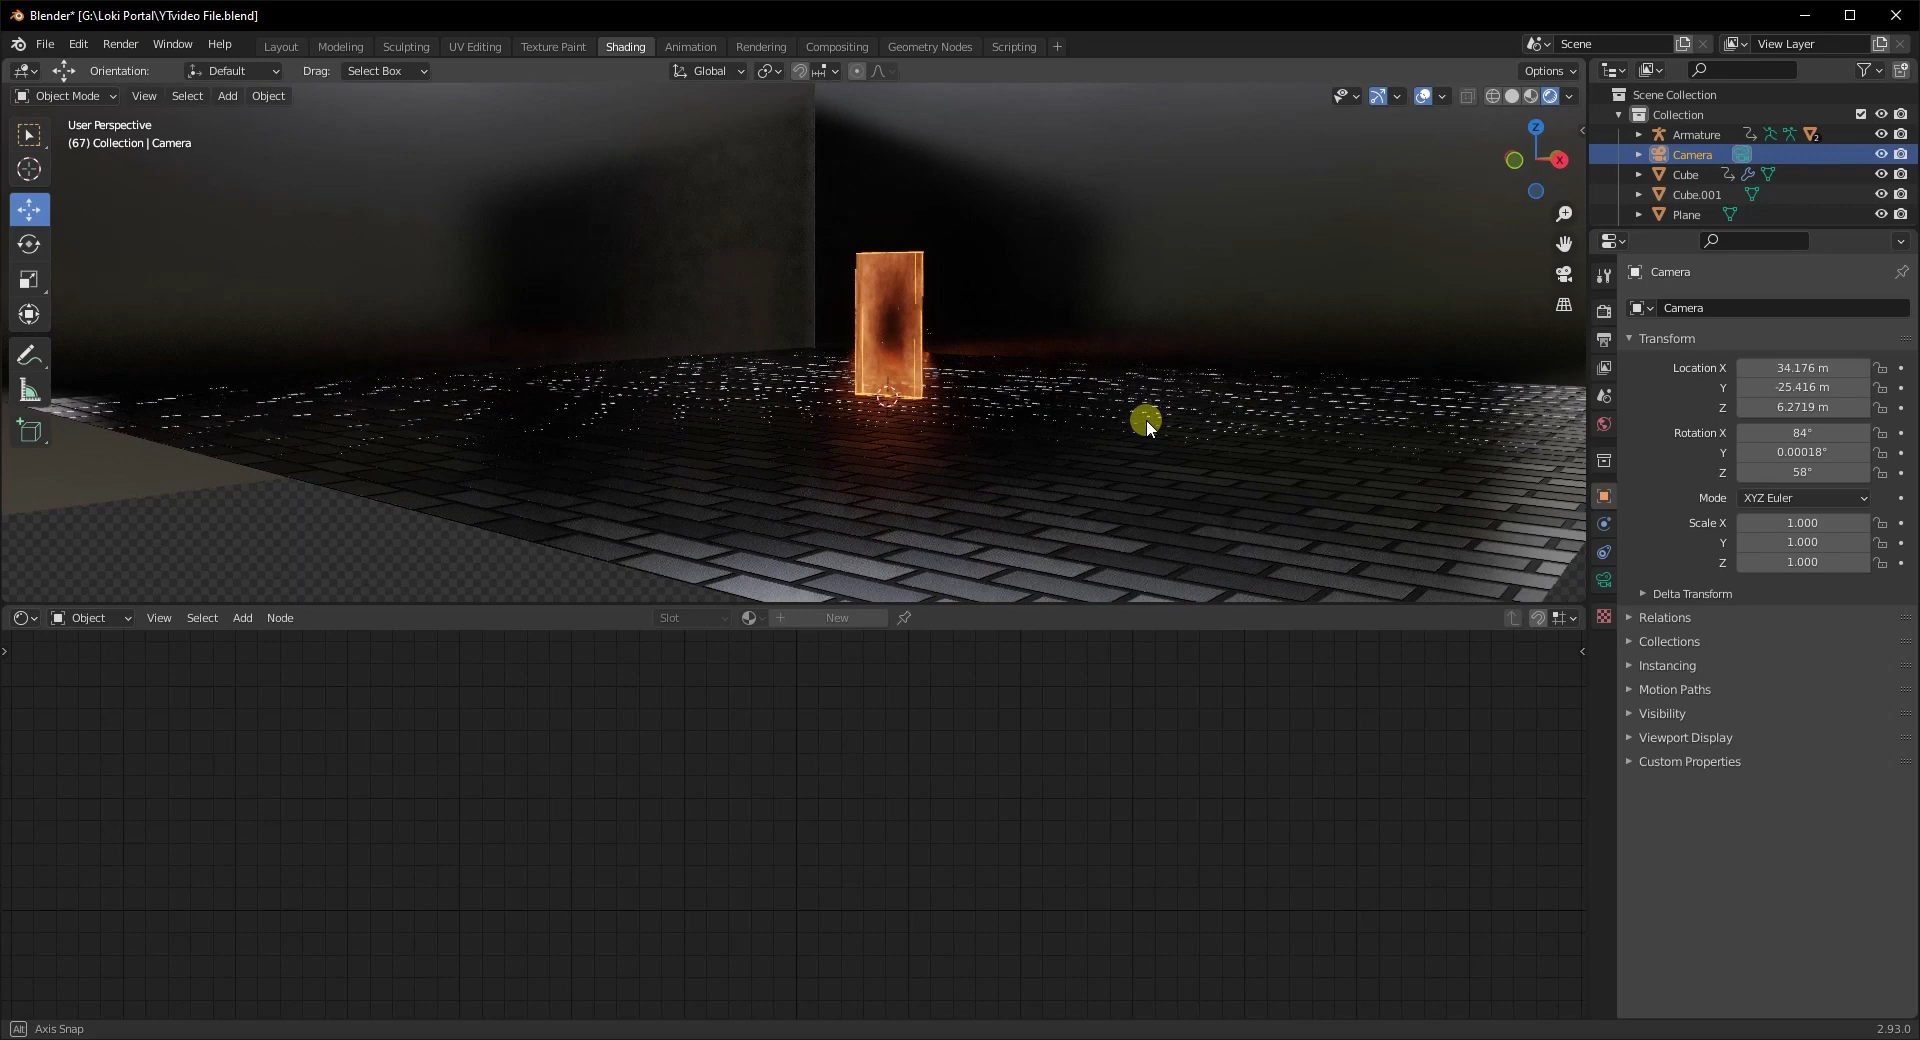 Blender* [G:\Loki Portal\YTvideo File.blend]
File Edit Render Window Help Layout Modeling Sculpting UV Editing Texture Paint Shading Animation Rendering Compositing Geometry Nodes Scripting + Scene View Layer
Orientation: Default Drag: Select Box Global Options
Object Mode View Select Add Object
User Perspective
(67) Collection | Camera
Z
X
Scene Collection
Collection
Armature 2
Camera
Cube
Cube.001
Plane
Camera
Camera
Transform
Location X 34.176 m
Y -25.416 m
Z 6.2719 m
Rotation X 84°
Y 0.00018°
Z 58°
Mode XYZ Euler
Scale X 1.000
Y 1.000
Z 1.000
Delta Transform
Relations
Collections
Instancing
Motion Paths
Visibility
Viewport Display
Custom Properties
Object View Select Add Node Slot New
Alt Axis Snap
2.93.0